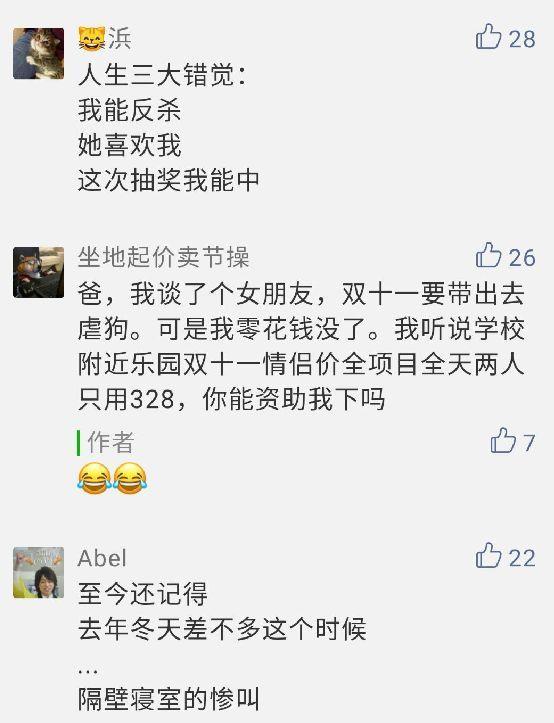 😸浜
28
人生三大错觉：
我能反杀
她喜欢我
这次抽奖我能中
坐地起价卖节操
26
爸，我谈了个女朋友，双十一要带出去
虐狗。可是我零花钱没了。我听说学校
附近乐园双十一情侣价全项目全天两人
只用328，你能资助我下吗
作者
7
😂😂
Abel
22
至今还记得
去年冬天差不多这个时候
...
隔壁寝室的惨叫